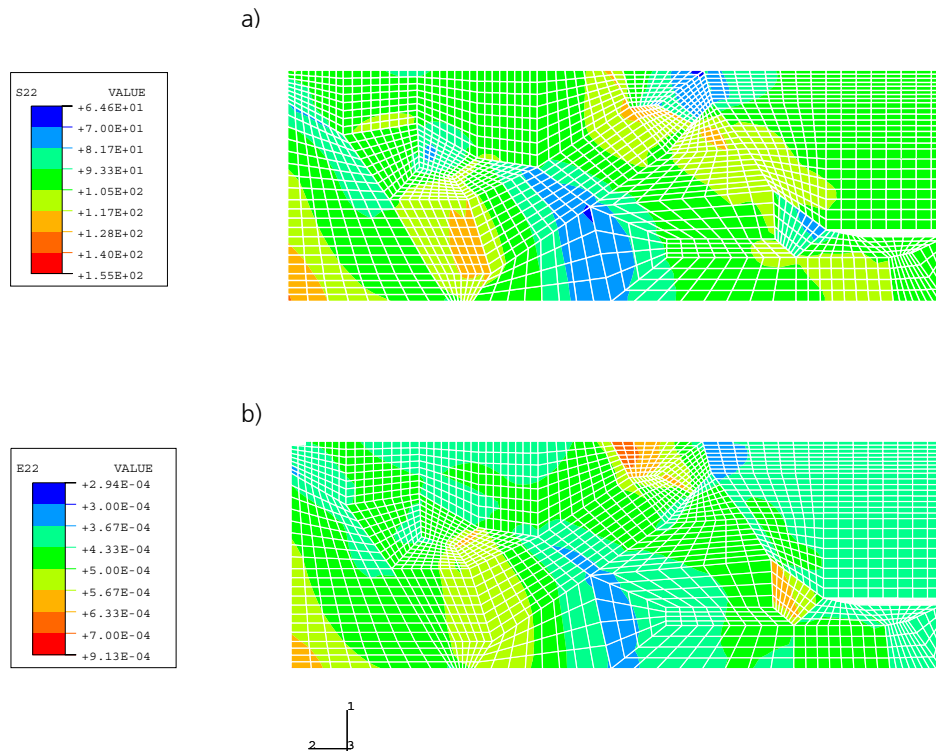 a)
S22 VALUE
+6.46E+01
+7.00E+01
+8.17E+01
+9.33E+01
+1.05E+02
+1.17E+02
+1.28E+02
+1.40E+02
+1.55E+02
b)
E22 VALUE
+2.94E-04
+3.00E-04
+3.67E-04
+4.33E-04
+5.00E-04
+5.67E-04
+6.33E-04
+7.00E-04
+9.13E-04
1
2 3